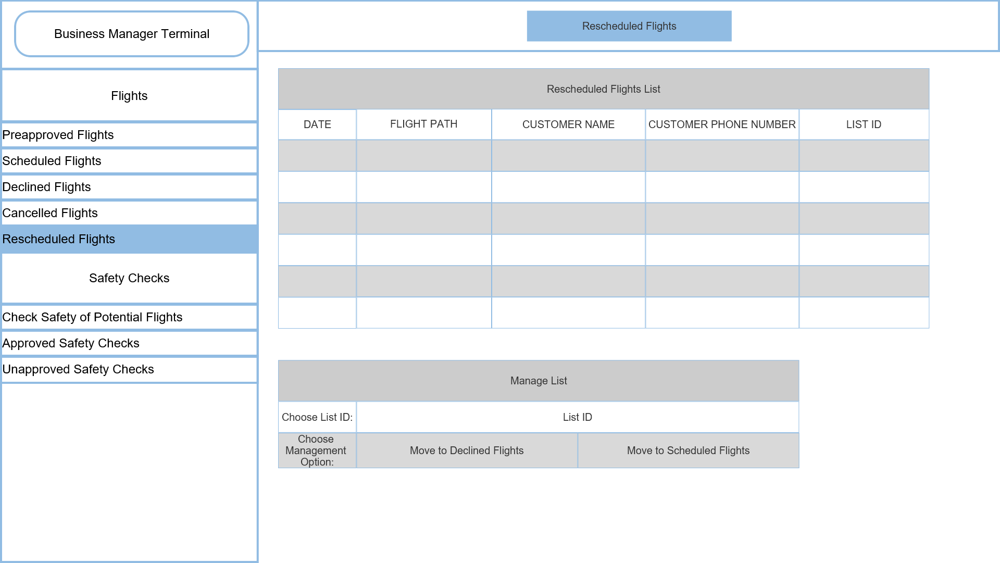 Business Manager Terminal
Flights
Preapproved Flights
Scheduled Flights
Declined Flights
Cancelled Flights
Rescheduled Flights
Safety Checks
Check Safety of Potential Flights
Approved Safety Checks
Unapproved Safety Checks
Rescheduled Flights
Rescheduled Flights List
DATE
FLIGHT PATH
CUSTOMER NAME
CUSTOMER PHONE NUMBER
LIST ID
Manage List
Choose List ID:
List ID
Choose
Management
Option:
Move to Declined Flights
Move to Scheduled Flights